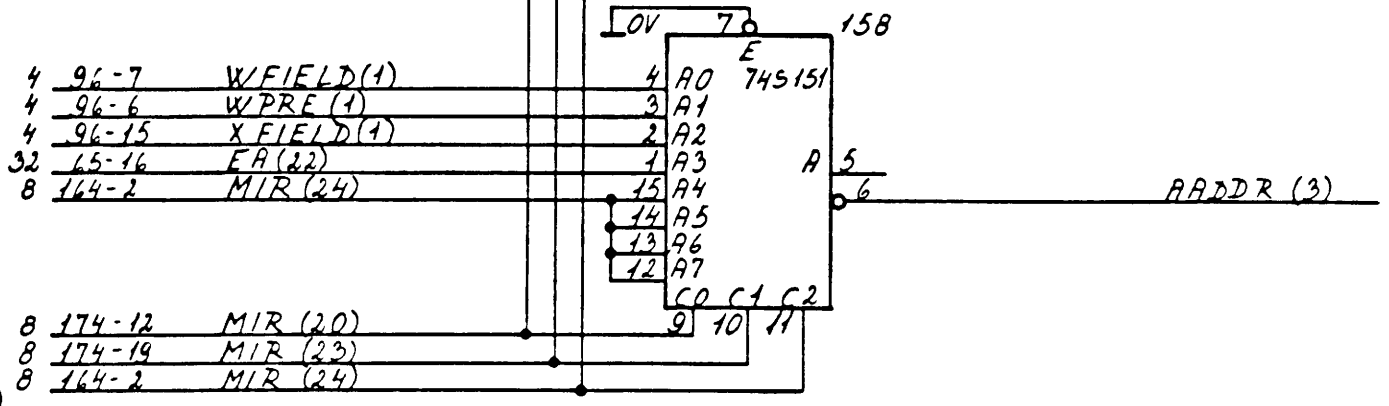 0V 7 158
E
4 96-7 WFIELD(1) 4 A0 74S151
4 96-6 WPRE(1) 3 A1
4 96-15 XFIELD(1) 2 A2
32 65-16 EA(22) 1 A3 A 5
8 164-2 MIR(24) 15 A4 6 AADDR (3)
14 A5
13 A6
12 A7
C0 C1 C2
8 174-12 MIR (20) 9 10 11
8 174-19 MIR (23)
8 164-2 MIR (24)